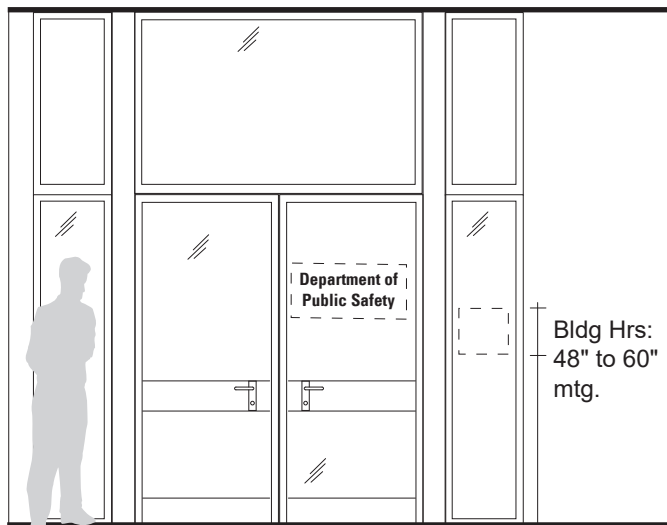 Department of
Public Safety
Bldg Hrs:
48" to 60"
mtg.